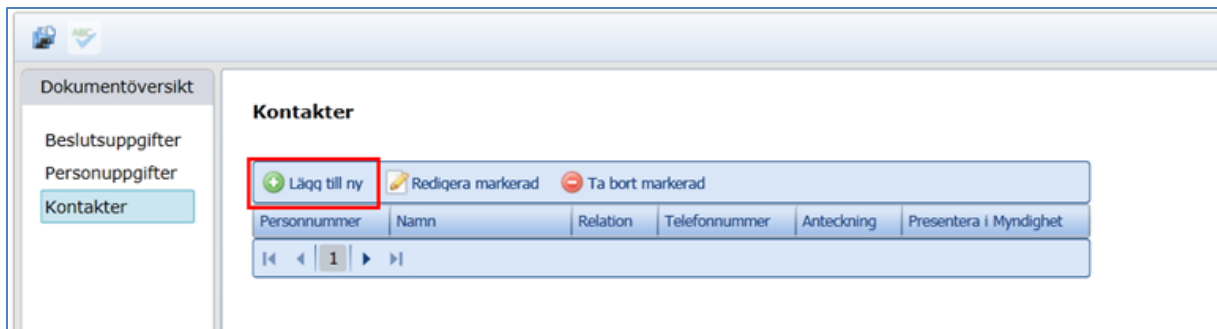 ABC
Dokumentöversikt
Beslutsuppgifter
Personuppgifter
Kontakter
Kontakter
Lägg till ny Redigera markerad Ta bort markerad
Personnummer Namn Relation Telefonnummer Anteckning Presentera i Myndighet
1